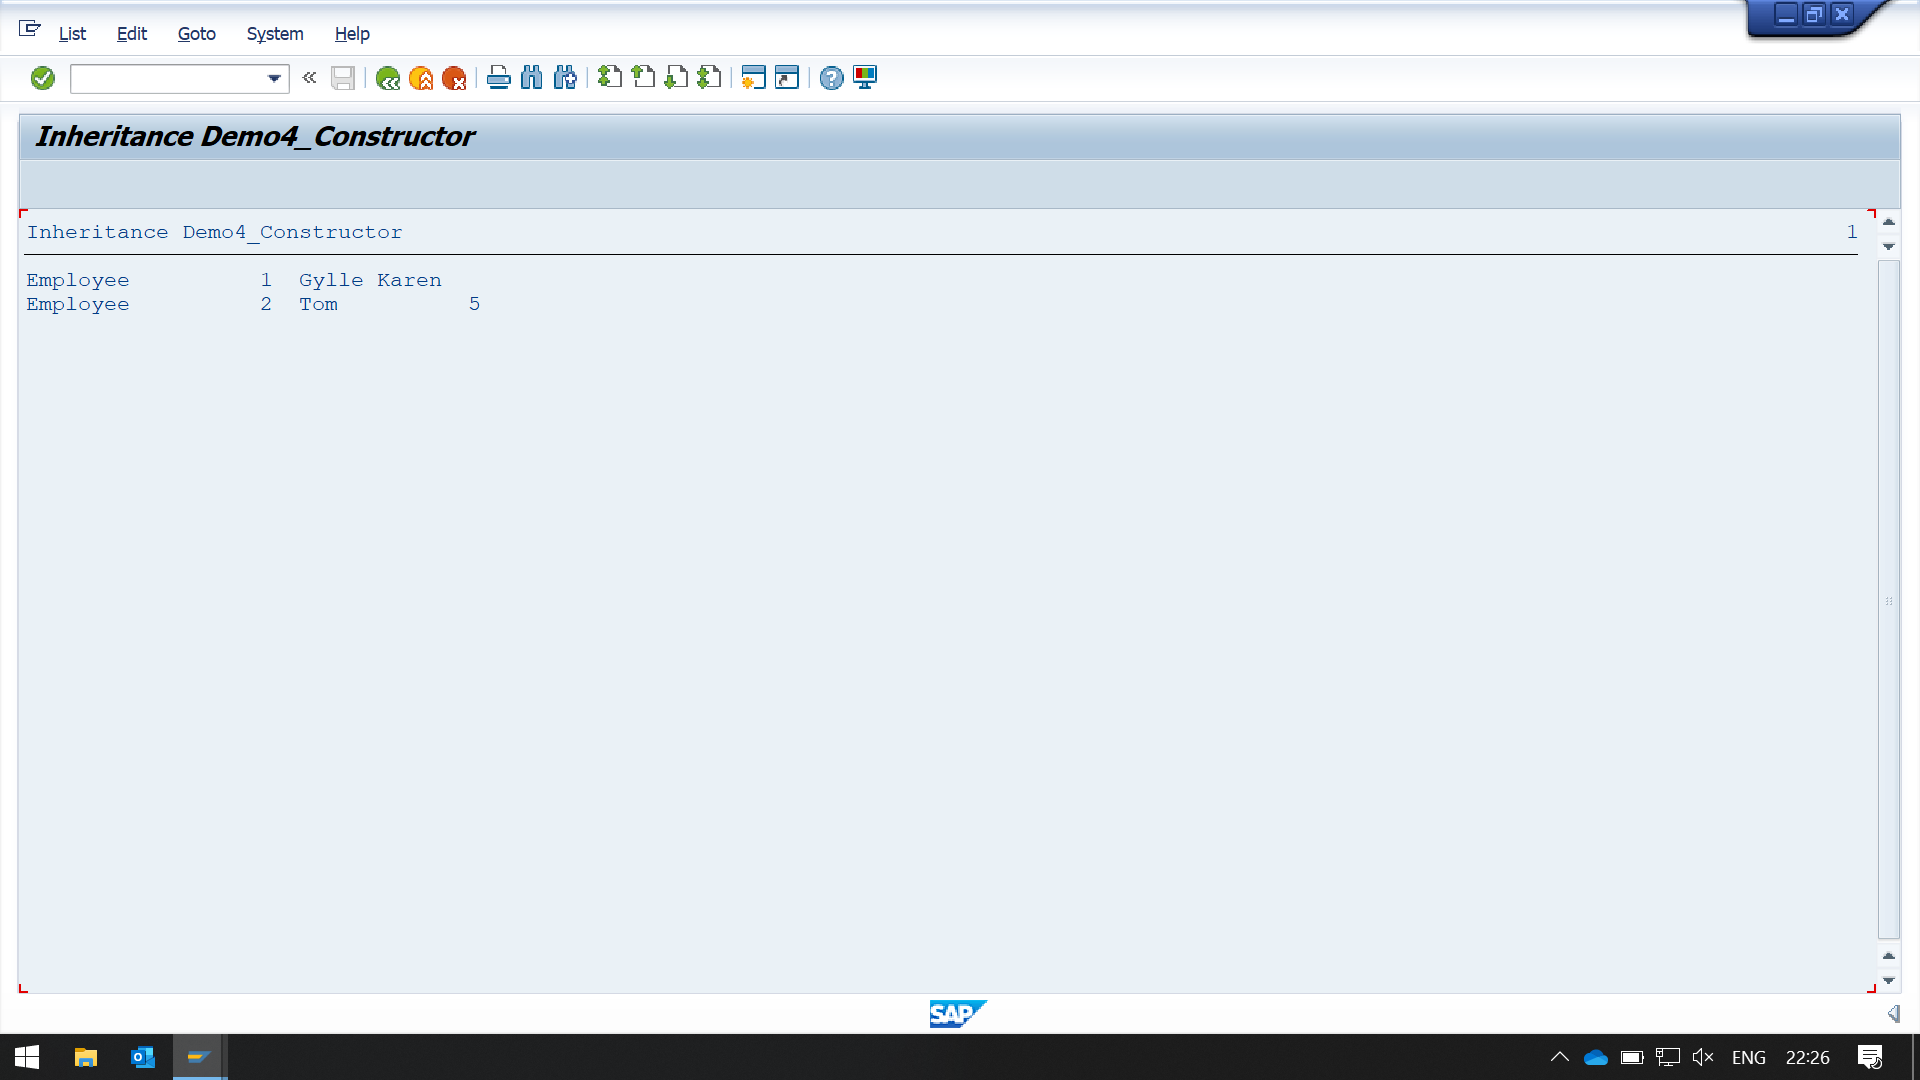 List Edit Goto System Help
Inheritance Demo4_Constructor
Inheritance Demo4_Constructor 1
Employee 1 Gylle Karen
Employee 2 Tom 5
SAP
ENG 22:26